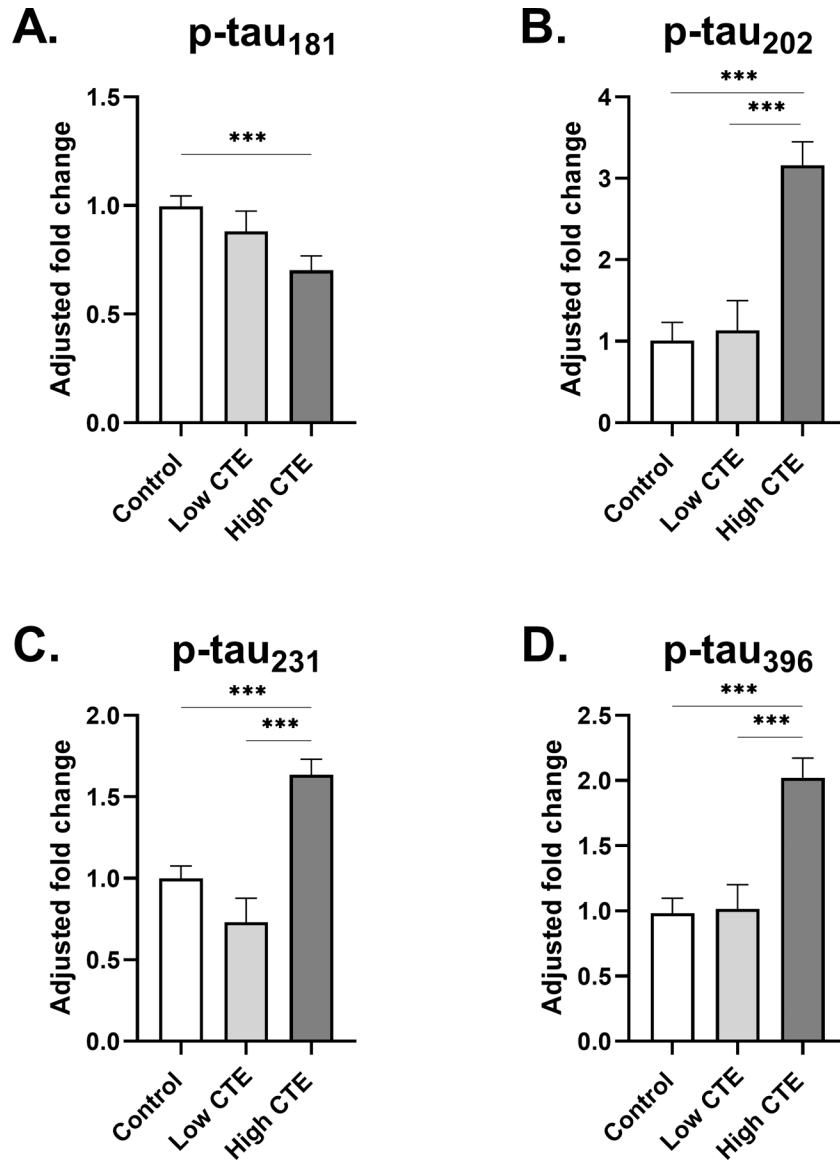 A. p-tau181
Adjusted fold change
1.5
1.0
0.5
0.0
***
Control
Low CTE
High CTE
B. p-tau202
Adjusted fold change
4
3
2
1
0
***
***
Control
Low CTE
High CTE
C. p-tau231
Adjusted fold change
2.0
1.5
1.0
0.5
0.0
***
***
Control
Low CTE
High CTE
D. p-tau396
Adjusted fold change
2.5
2.0
1.5
1.0
0.5
0.0
***
***
Control
Low CTE
High CTE